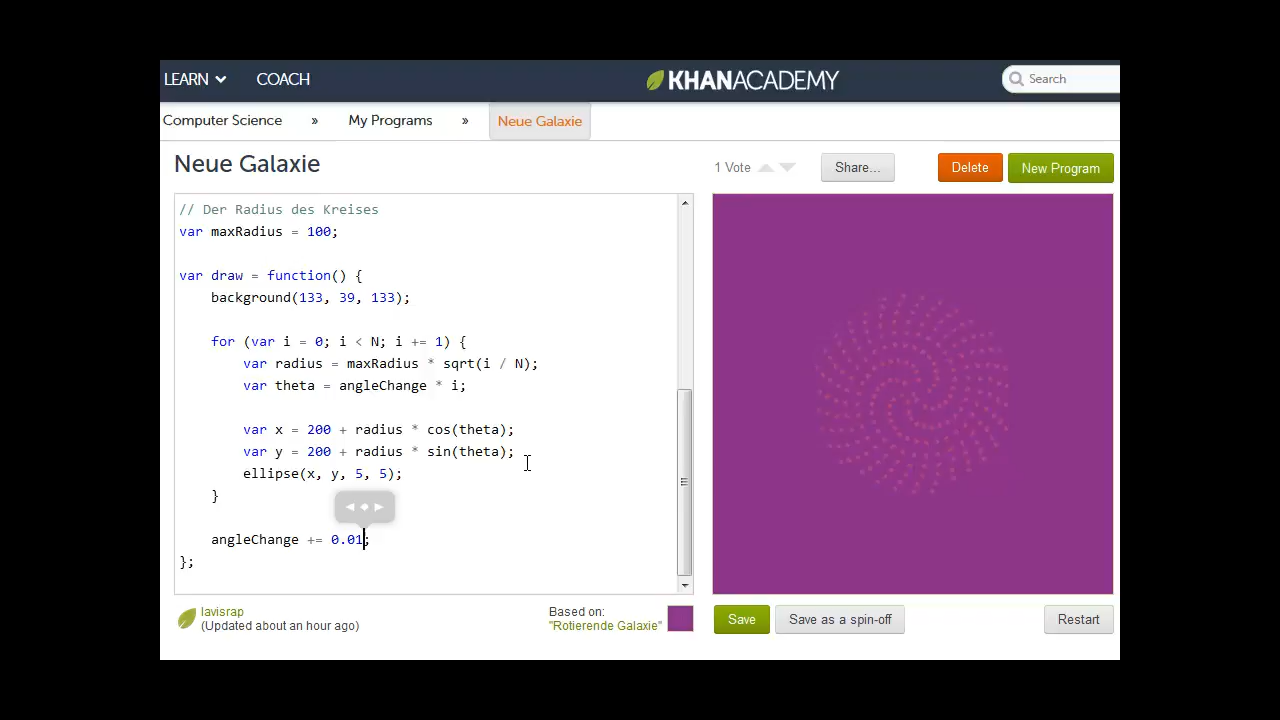 LEARN COACH KHANACADEMY Search
Computer Science » My Programs » Neue Galaxie
Neue Galaxie
1 Vote Share... Delete New Program
// Der Radius des Kreises
var maxRadius = 100;
var draw = function() {
background(133, 39, 133);
for (var i = 0; i < N; i += 1) {
var radius = maxRadius * sqrt(i / N);
var theta = angleChange * i;
var x = 200 + radius * cos(theta);
var y = 200 + radius * sin(theta);
ellipse(x, y, 5, 5);
}
angleChange += 0.01;
};
lavisrap
(Updated about an hour ago)
Based on:
"Rotierende Galaxie"
Save Save as a spin-off Restart